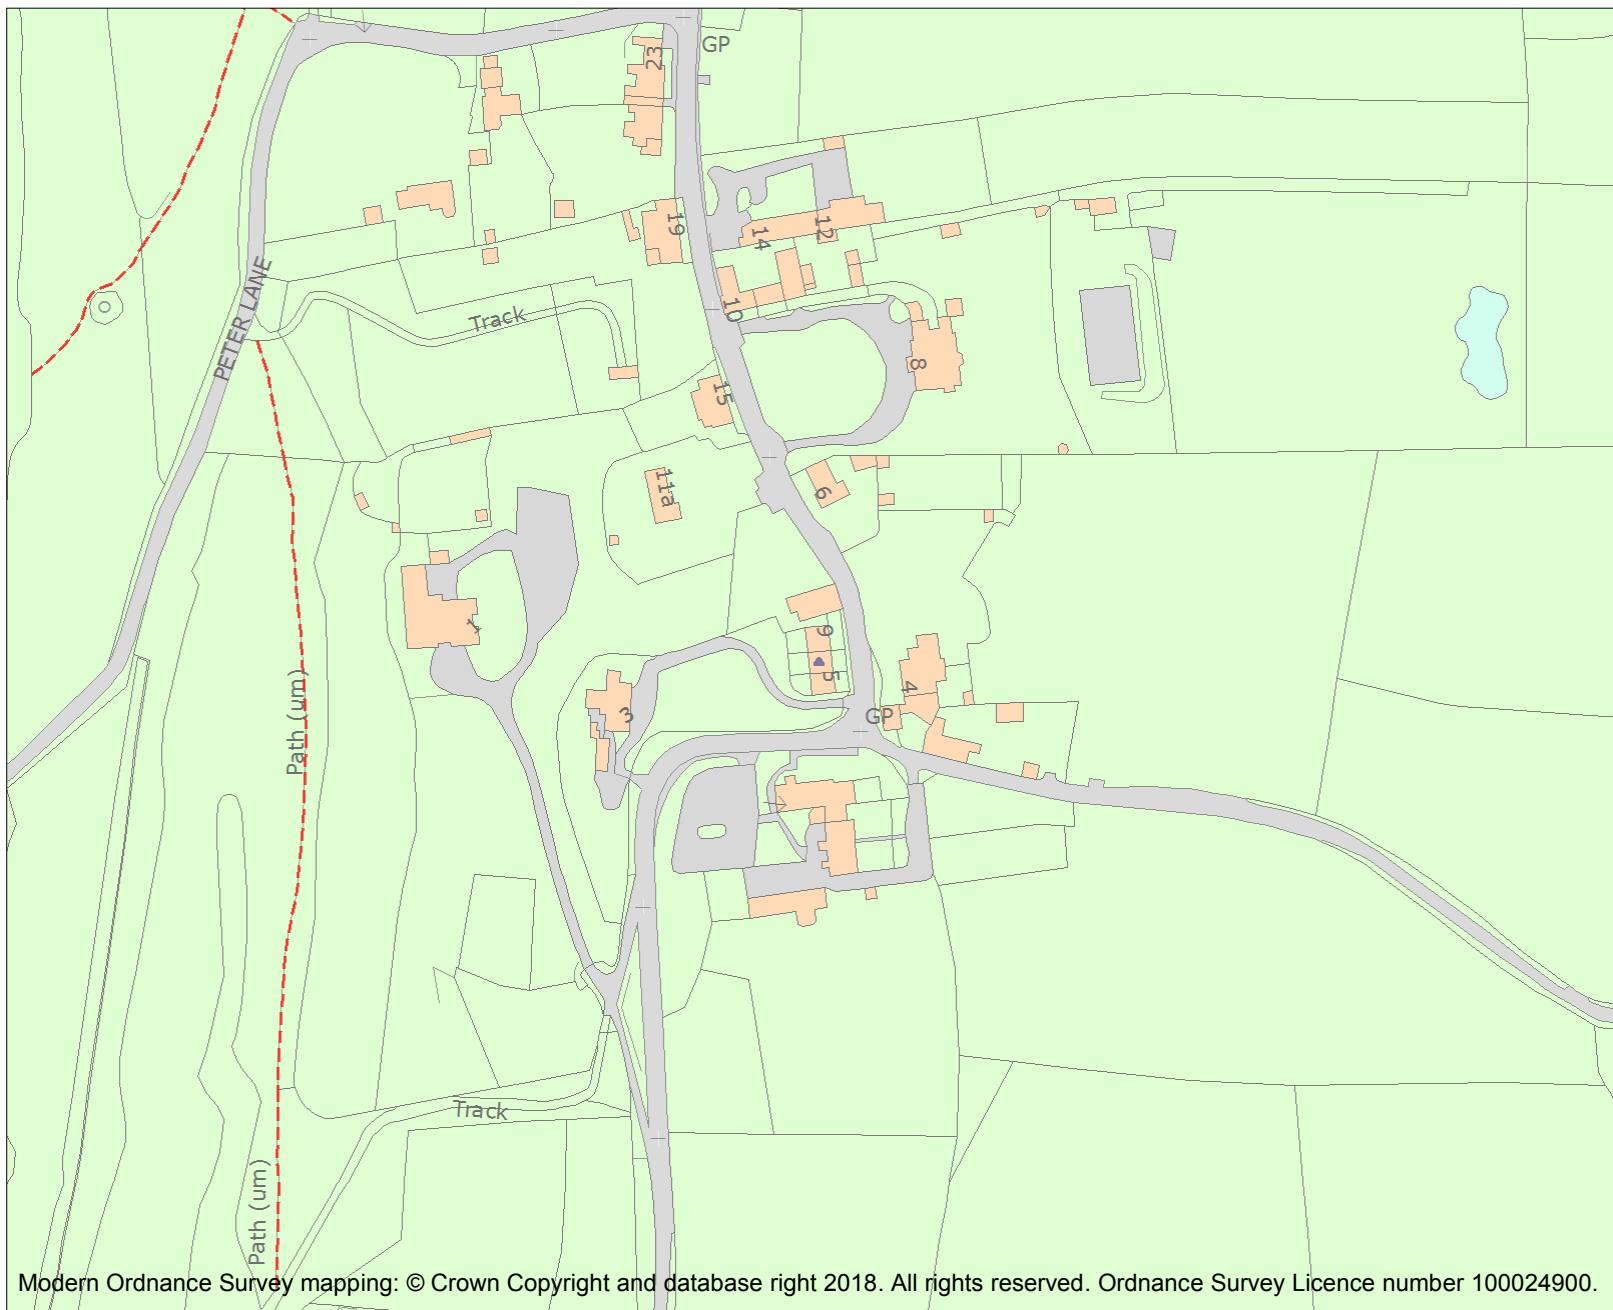 GP
23
19
12
14
PETER LANE
10
Track
8
15
11a
6
1
9
5
4
3
GP
Path (um)
Track
Path (um)
Modern Ordnance Survey mapping: © Crown Copyright and database right 2018. All rights reserved. Ordnance Survey Licence number 100024900.